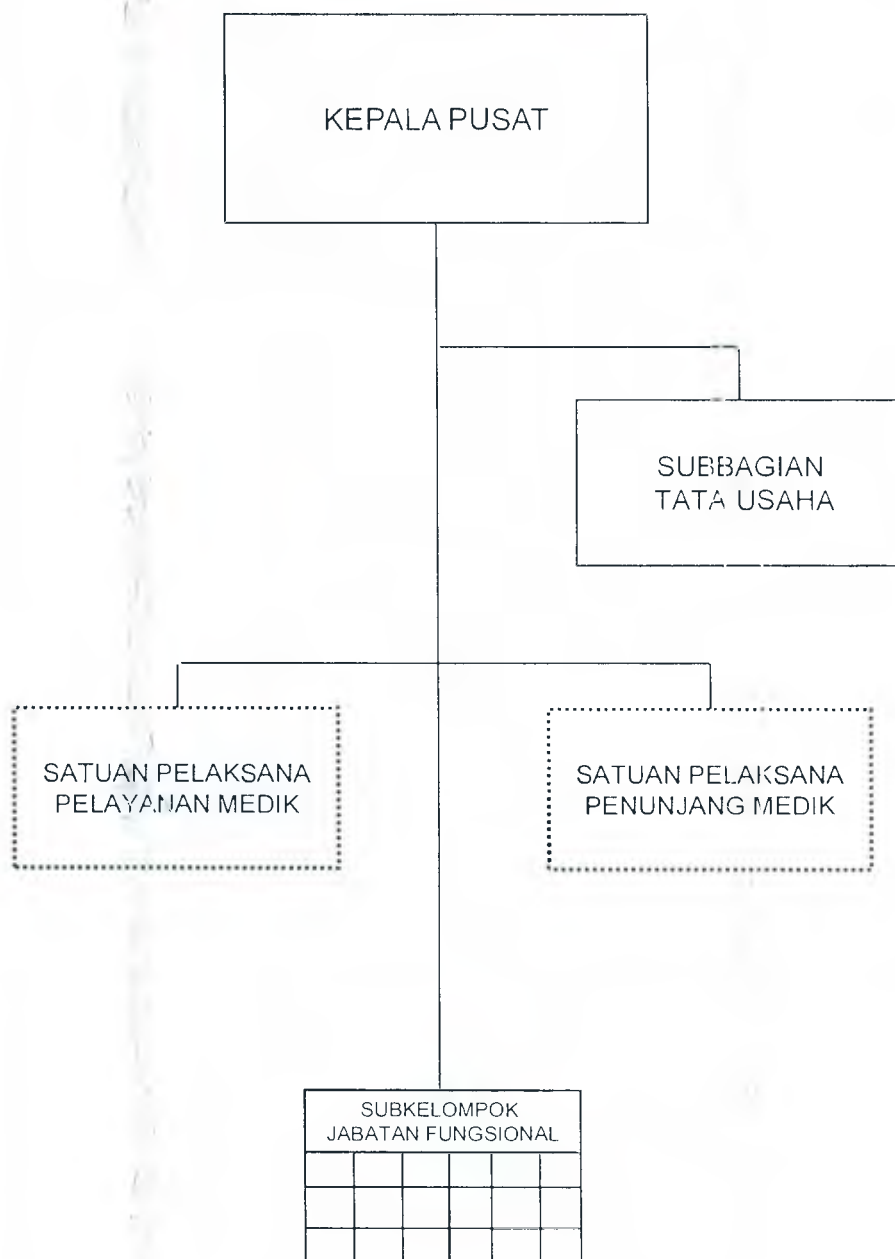 KEPALA PUSAT
SUBBAGIAN
TATA USAHA
SATUAN PELAKSANA
PELAYANAN MEDIK
SATUAN PELAKSANA
PENUNJANG MEDIK
SUBKELOMPOK
JABATAN FUNGSIONAL